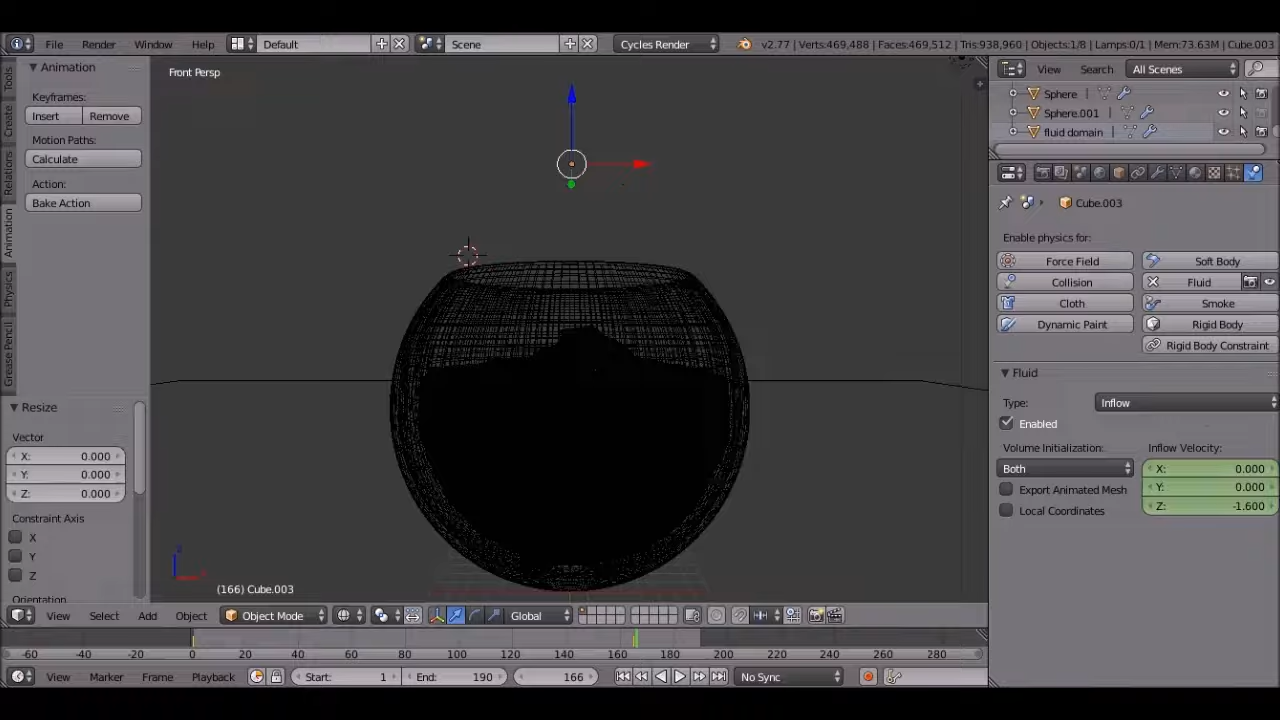 File Render Window Help Default Scene Cycles Render v2.77 | Verts:469,488 | Faces:469,512 | Tris:938,960 | Objects:1/8 | Lamps:0/1 | Mem:73.63M | Cube.003
Animation
Front Persp
View Search All Scenes
Tools
Create
Relations
Animation
Physics
Grease Pencil
Keyframes:
Insert Remove
Motion Paths:
Calculate
Action:
Bake Action
Sphere
Sphere.001
fluid domain
Cube.003
Enable physics for:
Force Field Soft Body
Collision Fluid
Cloth Smoke
Dynamic Paint Rigid Body
Rigid Body Constraint
Fluid
Type: Inflow
Enabled
Volume Initialization: Inflow Velocity:
Both X: 0.000
Export Animated Mesh Y: 0.000
Local Coordinates Z: -1.600
Resize
Vector
X: 0.000
Y: 0.000
Z: 0.000
Constraint Axis
X
Y
Z
Orientation
(166) Cube.003
View Select Add Object Object Mode Global
-60 -40 -20 0 20 40 60 80 100 120 140 160 180 200 220 240 260 280
View Marker Frame Playback Start: 1 End: 190 166 No Sync